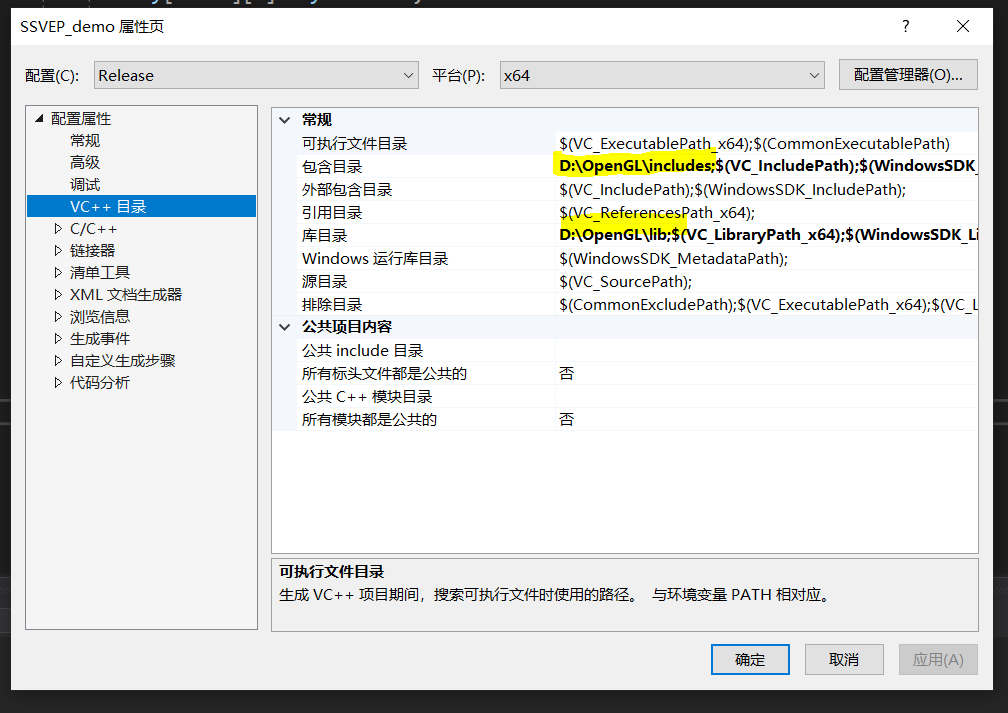 SSVEP_demo 属性页
?
配置(C):
Release
平台(P):
x64
配置管理器(O)...
配置属性
常规
高级
调试
VC++ 目录
C/C++
链接器
清单工具
XML 文档生成器
浏览信息
生成事件
自定义生成步骤
代码分析
常规
可执行文件目录 $(VC_ExecutablePath_x64);$(CommonExecutablePath)
包含目录 D:\OpenGL\includes;$(VC_IncludePath);$(WindowsSDK_
外部包含目录 $(VC_IncludePath);$(WindowsSDK_IncludePath);
引用目录 $(VC_ReferencesPath_x64);
库目录 D:\OpenGL\lib;$(VC_LibraryPath_x64);$(WindowsSDK_Li
Windows 运行库目录 $(WindowsSDK_MetadataPath);
源目录 $(VC_SourcePath);
排除目录 $(CommonExcludePath);$(VC_ExecutablePath_x64);$(VC_L
公共项目内容
公共 include 目录
所有标头文件都是公共的 否
公共 C++ 模块目录
所有模块都是公共的 否
可执行文件目录
生成 VC++ 项目期间，搜索可执行文件时使用的路径。 与环境变量 PATH 相对应。
确定
取消
应用(A)